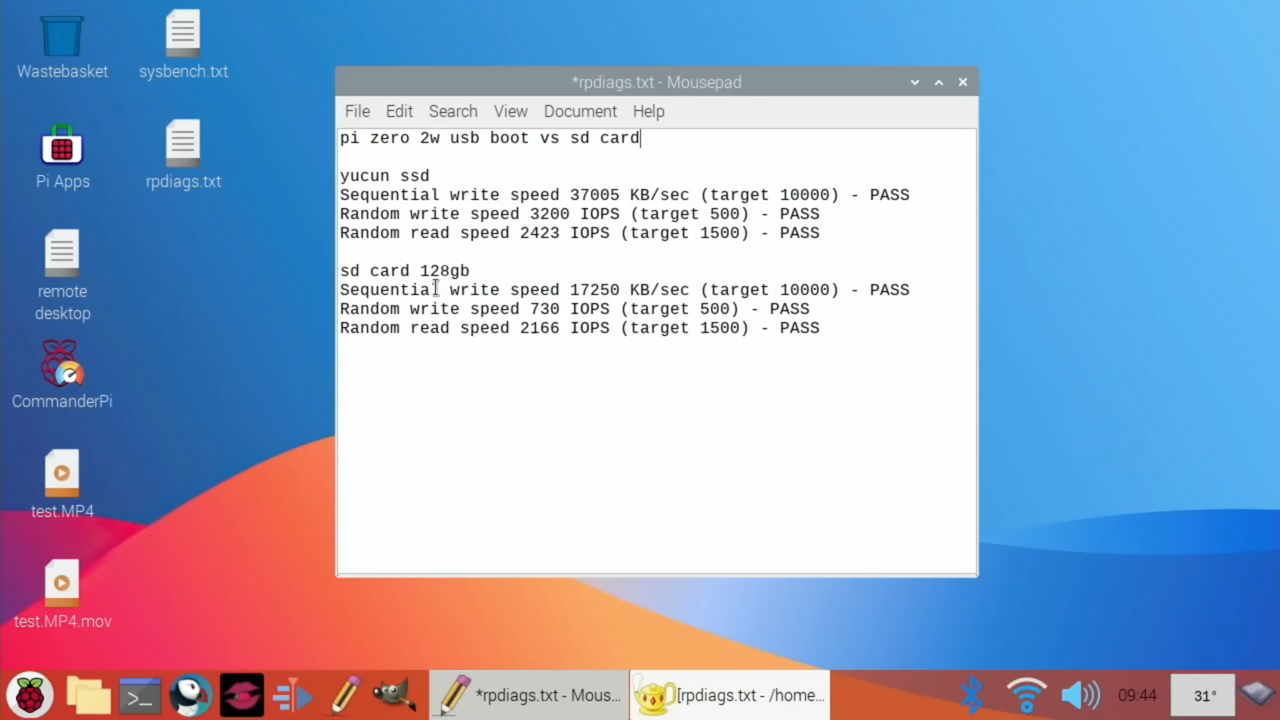 Wastebasket
sysbench.txt
Pi Apps
rpdiags.txt
remote
desktop
CommanderPi
test.MP4
test.MP4.mov
*rpdiags.txt - Mousepad
File Edit Search View Document Help
pi zero 2w usb boot vs sd card
yucun ssd
Sequential write speed 37005 KB/sec (target 10000) - PASS
Random write speed 3200 IOPS (target 500) - PASS
Random read speed 2423 IOPS (target 1500) - PASS
sd card 128gb
Sequential write speed 17250 KB/sec (target 10000) - PASS
Random write speed 730 IOPS (target 500) - PASS
Random read speed 2166 IOPS (target 1500) - PASS
*rpdiags.txt - Mous... [rpdiags.txt - /home... 09:44 31°